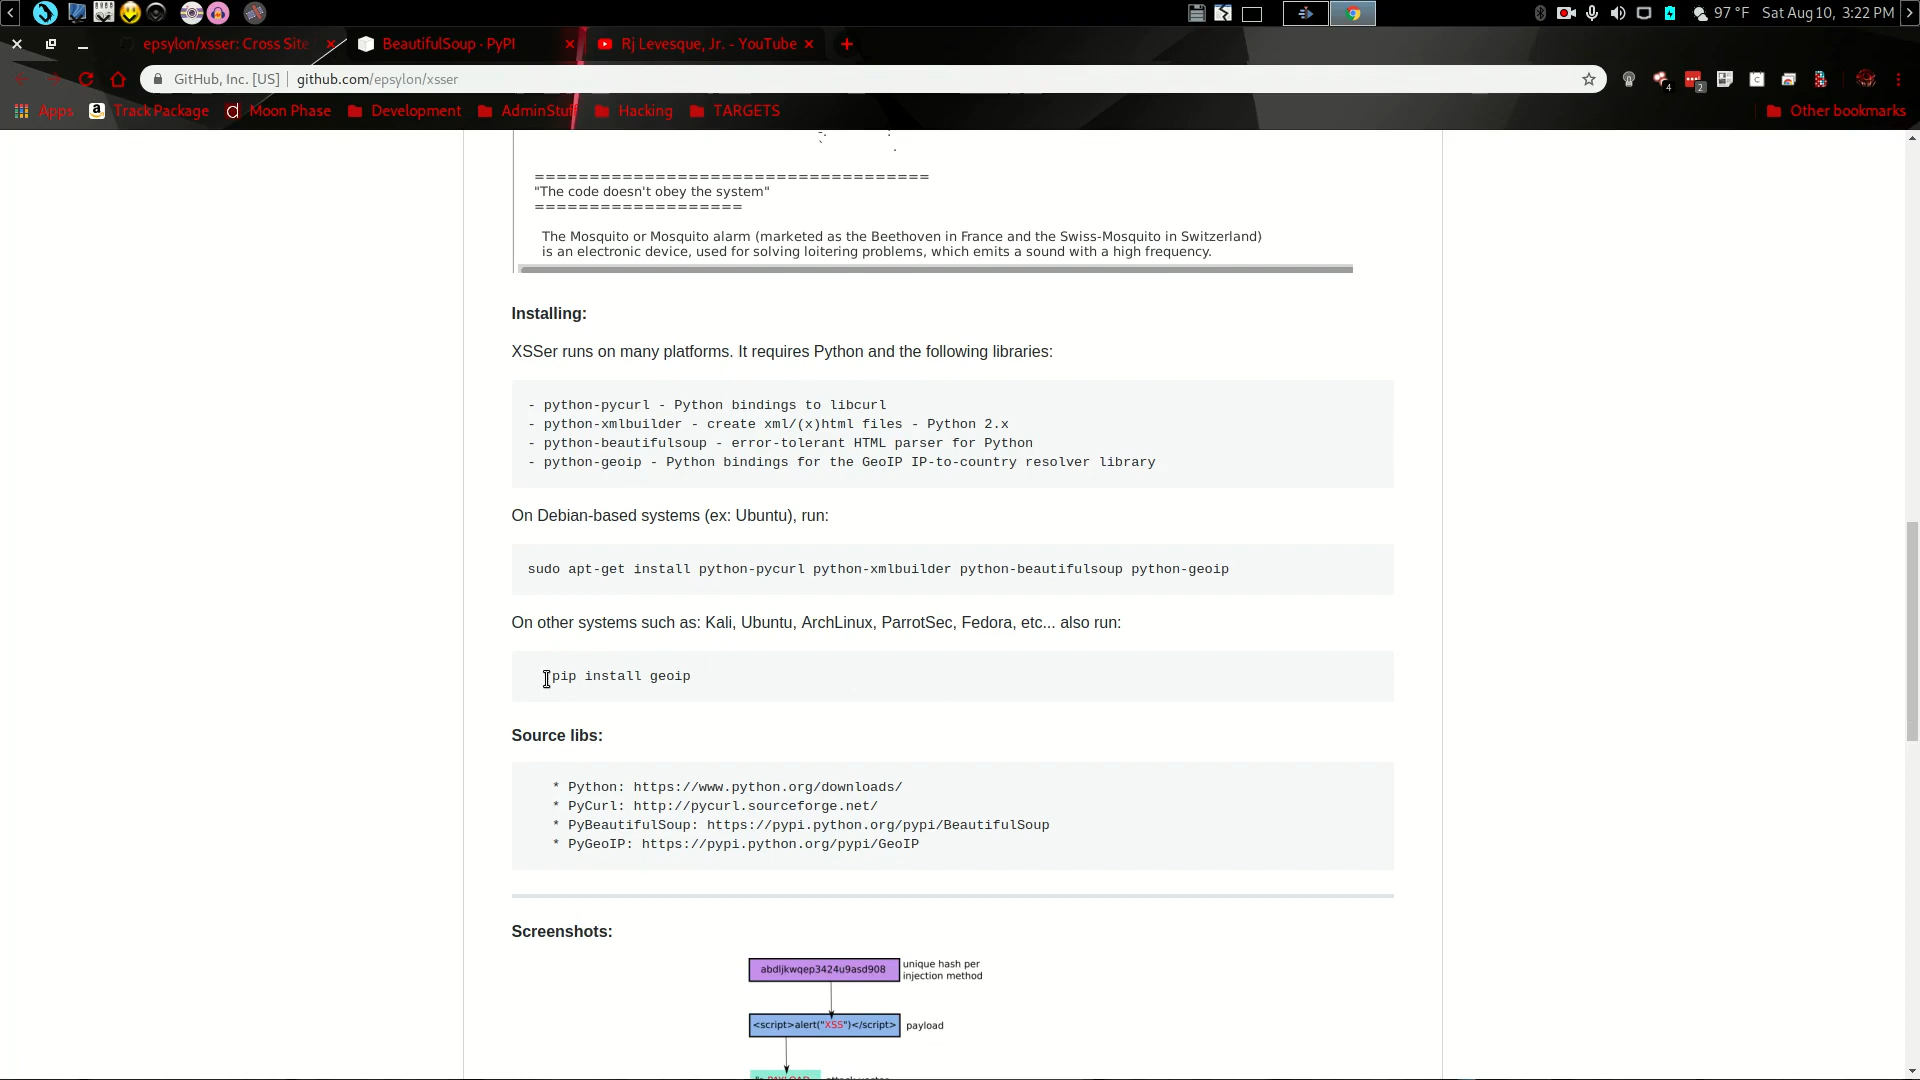 97 °F Sat Aug 10, 3:22 PM
epsylon/xsser: Cross Site
BeautifulSoup · PyPI
Rj Levesque, Jr. - YouTube
GitHub, Inc. [US] github.com/epsylon/xsser
4
2
Apps Track Package Moon Phase Development AdminStuff Hacking TARGETS Other bookmarks
===================================
"The code doesn't obey the system"
===================
The Mosquito or Mosquito alarm (marketed as the Beethoven in France and the Swiss-Mosquito in Switzerland)
is an electronic device, used for solving loitering problems, which emits a sound with a high frequency.
Installing:
XSSer runs on many platforms. It requires Python and the following libraries:
- python-pycurl - Python bindings to libcurl
- python-xmlbuilder - create xml/(x)html files - Python 2.x
- python-beautifulsoup - error-tolerant HTML parser for Python
- python-geoip - Python bindings for the GeoIP IP-to-country resolver library
On Debian-based systems (ex: Ubuntu), run:
sudo apt-get install python-pycurl python-xmlbuilder python-beautifulsoup python-geoip
On other systems such as: Kali, Ubuntu, ArchLinux, ParrotSec, Fedora, etc... also run:
pip install geoip
Source libs:
* Python: https://www.python.org/downloads/
* PyCurl: http://pycurl.sourceforge.net/
* PyBeautifulSoup: https://pypi.python.org/pypi/BeautifulSoup
* PyGeoIP: https://pypi.python.org/pypi/GeoIP
Screenshots:
abdljkwqep3424u9asd908 unique hash per
injection method
<script>alert("XSS")</script> payload